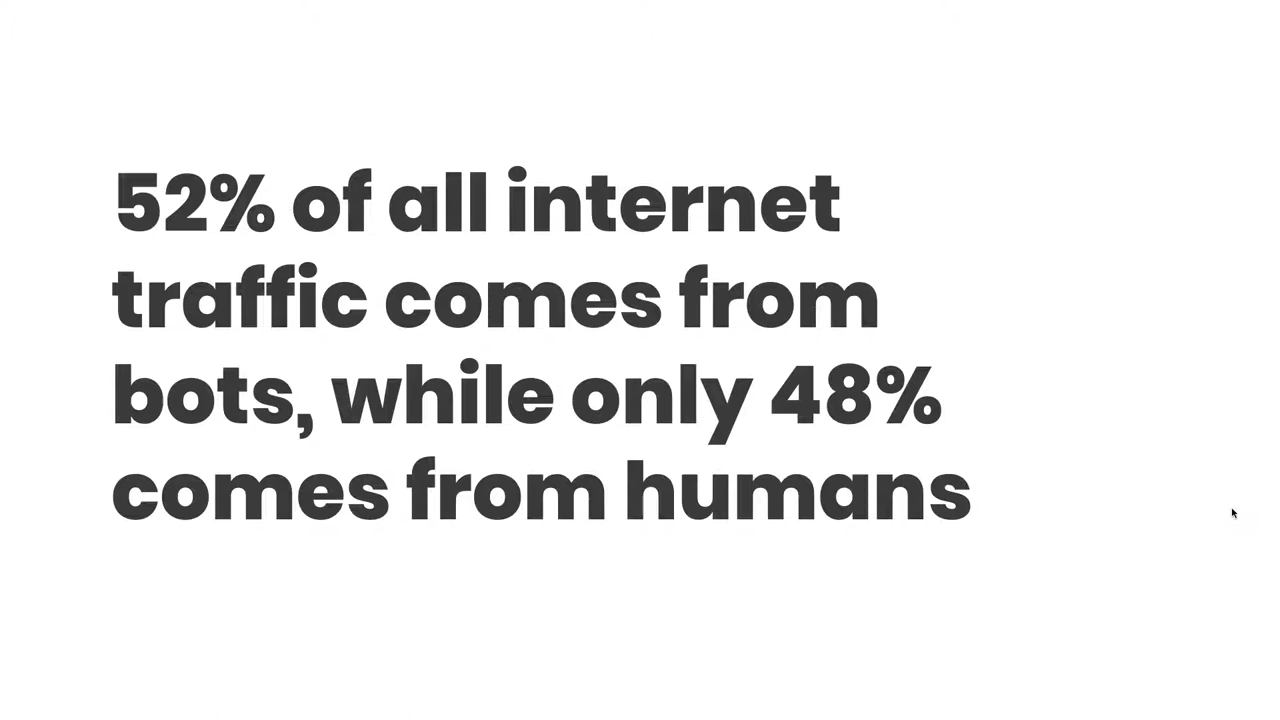 52% of all internet
traffic comes from
bots, while only 48%
comes from humans